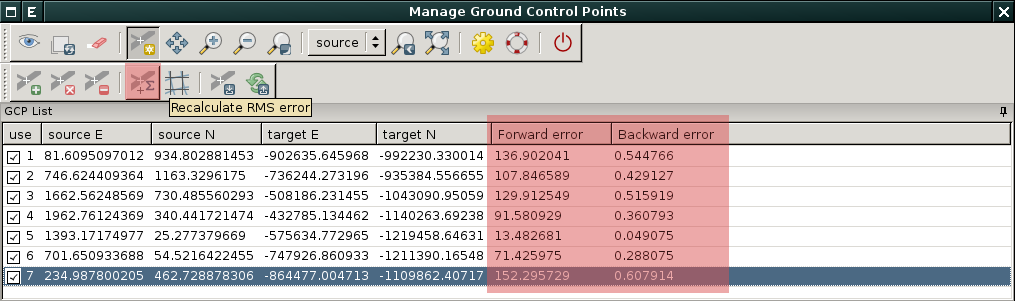 E Manage Ground Control Points
source
+Σ
Recalculate RMS error
GCP List
use source E source N target E target N Forward error Backward error
1 81.6095097012 934.802881453 -902635.645968 -992230.330014 136.902041 0.544766
2 746.624409364 1163.3296175 -736244.273196 -935384.556655 107.846589 0.429127
3 1662.56248569 730.485560293 -508186.231455 -1043090.95059 129.912549 0.515919
4 1962.76124369 340.441721474 -432785.134462 -1140263.69238 91.580929 0.360793
5 1393.17174977 25.277379669 -575634.772965 -1219458.64631 13.482681 0.049075
6 701.650933688 54.5216422455 -747926.860933 -1211390.16548 71.425975 0.288075
7 234.987800205 462.728878306 -864477.004713 -1109862.40717 152.295729 0.607914